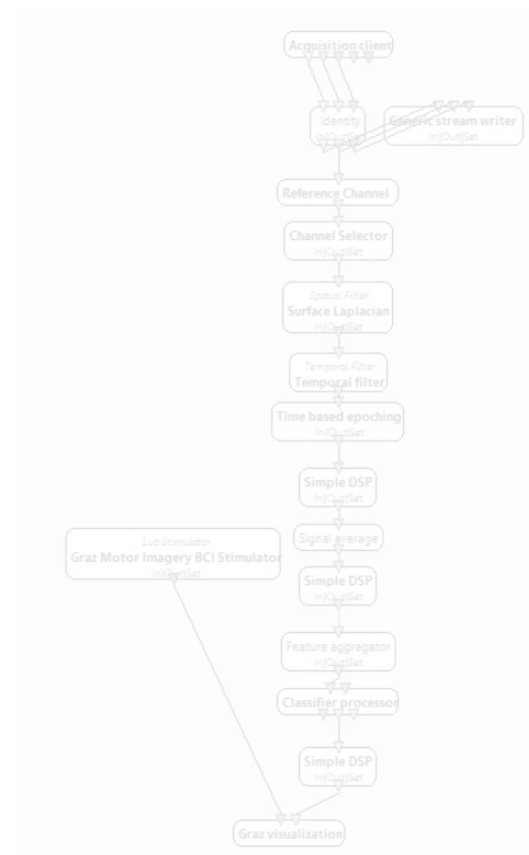 Acquisition client
Identity
In|Out|Set
Generic stream writer
In|Out|Set
Reference Channel
Channel Selector
In|Out|Set
Spatial Filter
Surface Laplacian
In|Out|Set
Temporal Filter
Temporal filter
Time based epoching
In|Out|Set
Simple DSP
In|Out|Set
Signal average
Lua Stimulator
Graz Motor Imagery BCI Stimulator
In|Out|Set
Simple DSP
In|Out|Set
Feature aggregator
In|Out|Set
Classifier processor
Simple DSP
In|Out|Set
Graz visualization